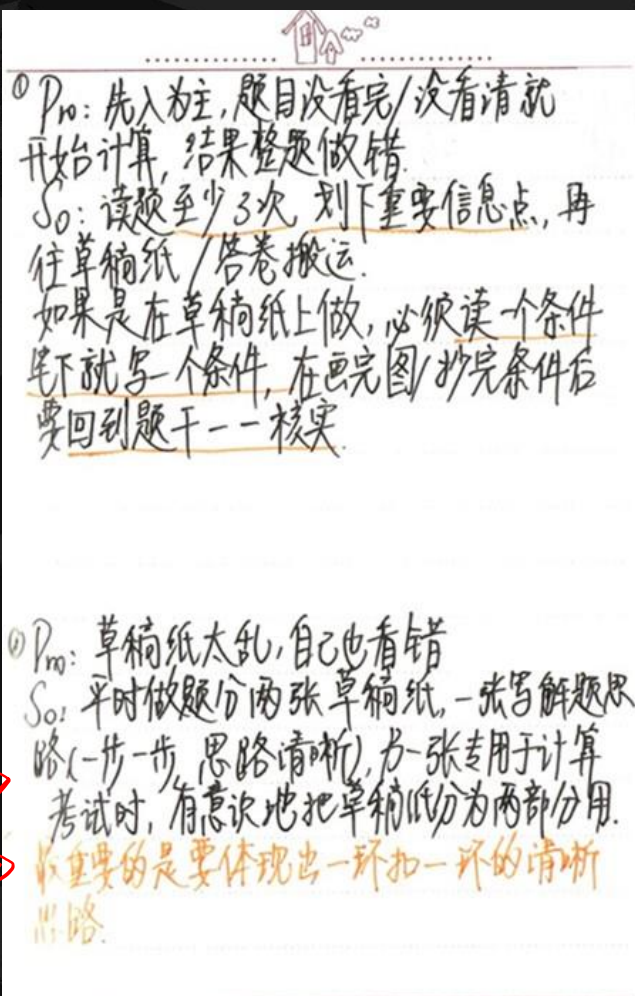 ① Pro: 先入为主,题目没看完/没看清就
开始计算,结果整题做错.
So: 读题至少3次,划下重要信息点,再
往草稿纸/答卷搬运.
如果是在草稿纸上做,必须读一个条件
笔下就写一个条件,在画完图/抄完条件后
要回到题干一一核实.
② Pro: 草稿纸太乱,自己也看错
So: 平时做题分两张草稿纸,一张写解题思
路(一步一步,思路清晰),另一张专用于计算
考试时,有意识地把草稿纸分为两部分用.
最重要的是要体现出一环扣一环的清晰
思路.